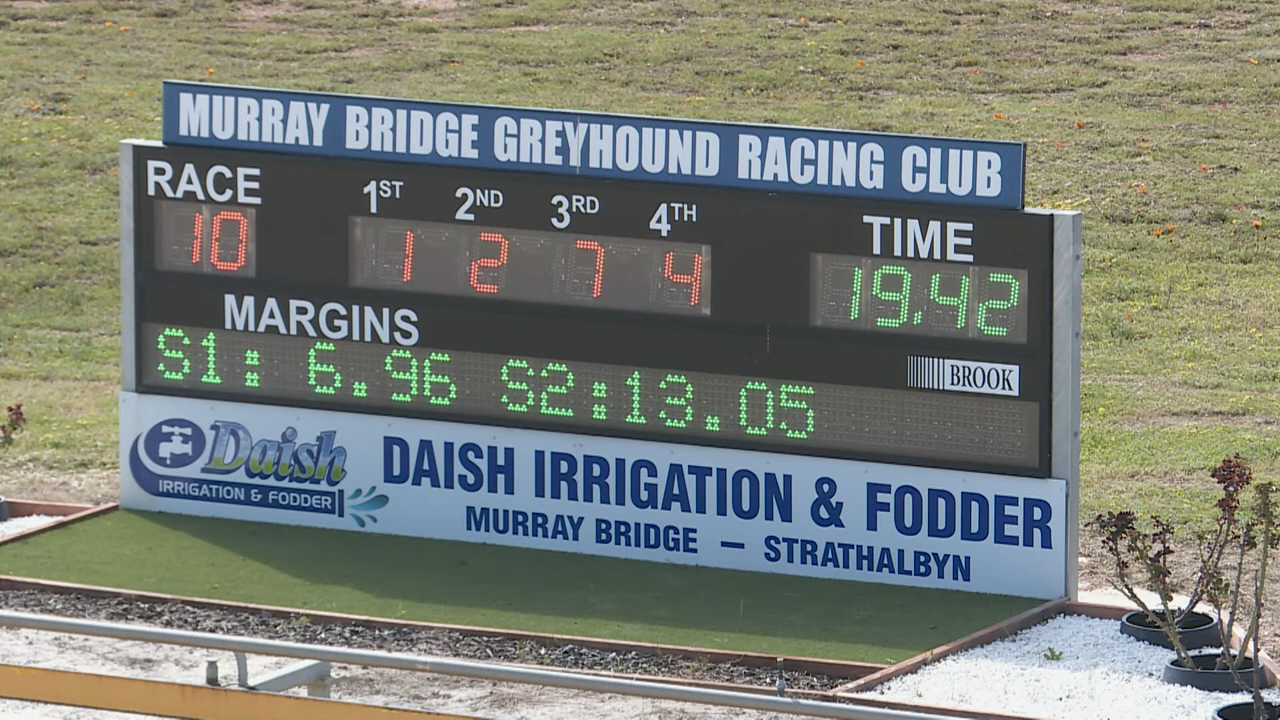 MURRAY BRIDGE GREYHOUND RACING CLUB
RACE 1ST 2ND 3RD 4TH TIME
10 1 2 7 4 19.42
MARGINS
BROOK
S1: 6.96 S2:13.05
Daish
IRRIGATION & FODDER
DAISH IRRIGATION & FODDER
MURRAY BRIDGE – STRATHALBYN